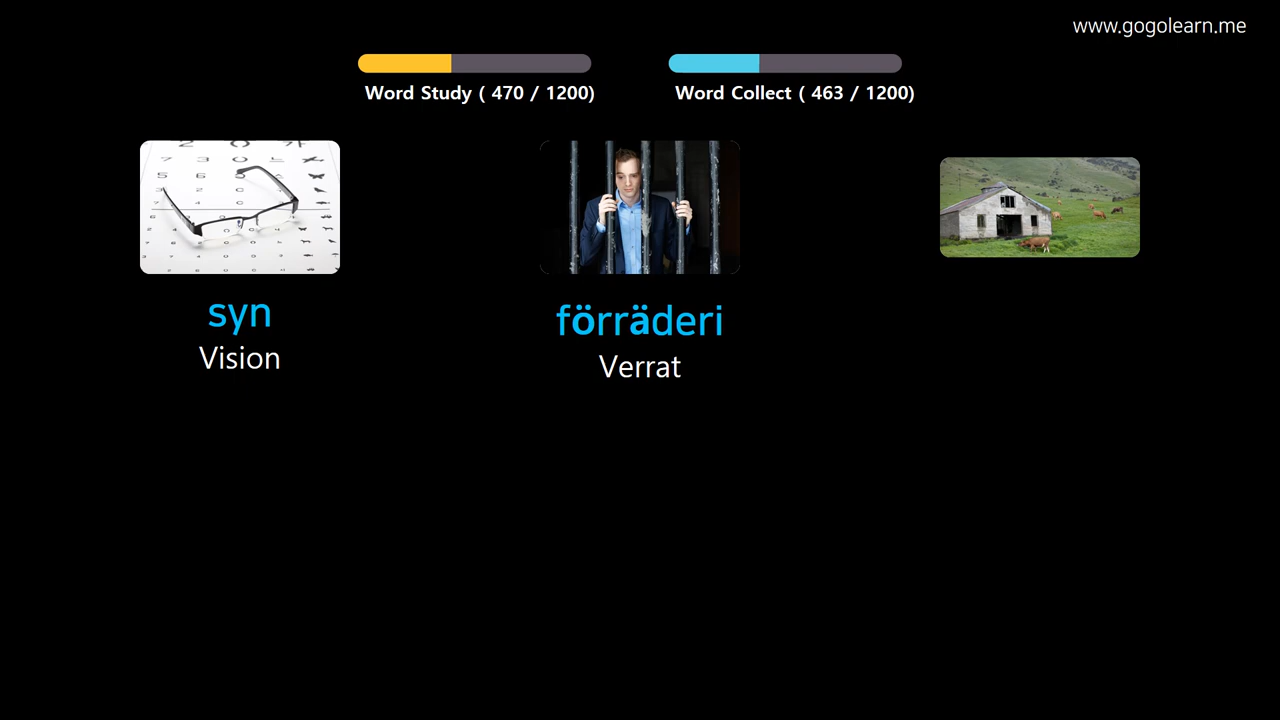 www.gogolearn.me
Word Study ( 470 / 1200)
Word Collect ( 463 / 1200)
syn
Vision
förräderi
Verrat